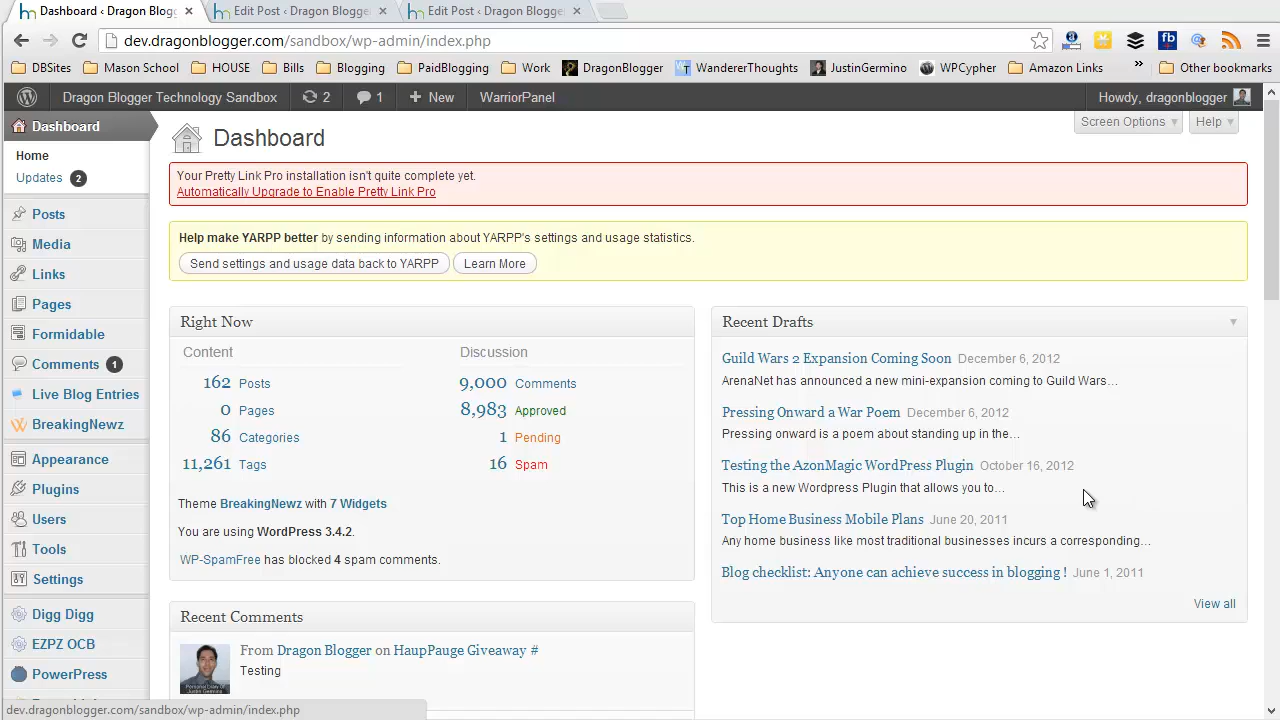 Dashboard ‹ Dragon Blogg
Edit Post ‹ Dragon Blogge
Edit Post ‹ Dragon Blogge
dev.dragonblogger.com/sandbox/wp-admin/index.php
DBSites Mason School HOUSE Bills Blogging PaidBlogging Work DragonBlogger WandererThoughts JustinGermino WPCypher Amazon Links » Other bookmarks
Dragon Blogger Technology Sandbox 2 1 + New WarriorPanel Howdy, dragonblogger
Screen Options Help
Dashboard
Home
Updates 2
Posts
Media
Links
Pages
Formidable
Comments 1
Live Blog Entries
BreakingNewz
Appearance
Plugins
Users
Tools
Settings
Digg Digg
EZPZ OCB
PowerPress
Dashboard
Your Pretty Link Pro installation isn't quite complete yet.
Automatically Upgrade to Enable Pretty Link Pro
Help make YARPP better by sending information about YARPP's settings and usage statistics.
Send settings and usage data back to YARPP Learn More
Right Now
Content Discussion
162 Posts 9,000 Comments
0 Pages 8,983 Approved
86 Categories 1 Pending
11,261 Tags 16 Spam
Theme BreakingNewz with 7 Widgets
You are using WordPress 3.4.2.
WP-SpamFree has blocked 4 spam comments.
Recent Comments
From Dragon Blogger on HaupPauge Giveaway #
Testing
Recent Drafts
Guild Wars 2 Expansion Coming Soon December 6, 2012
ArenaNet has announced a new mini-expansion coming to Guild Wars…
Pressing Onward a War Poem December 6, 2012
Pressing onward is a poem about standing up in the…
Testing the AzonMagic WordPress Plugin October 16, 2012
This is a new Wordpress Plugin that allows you to…
Top Home Business Mobile Plans June 20, 2011
Any home business like most traditional businesses incurs a corresponding…
Blog checklist: Anyone can achieve success in blogging ! June 1, 2011
View all
dev.dragonblogger.com/sandbox/wp-admin/index.php